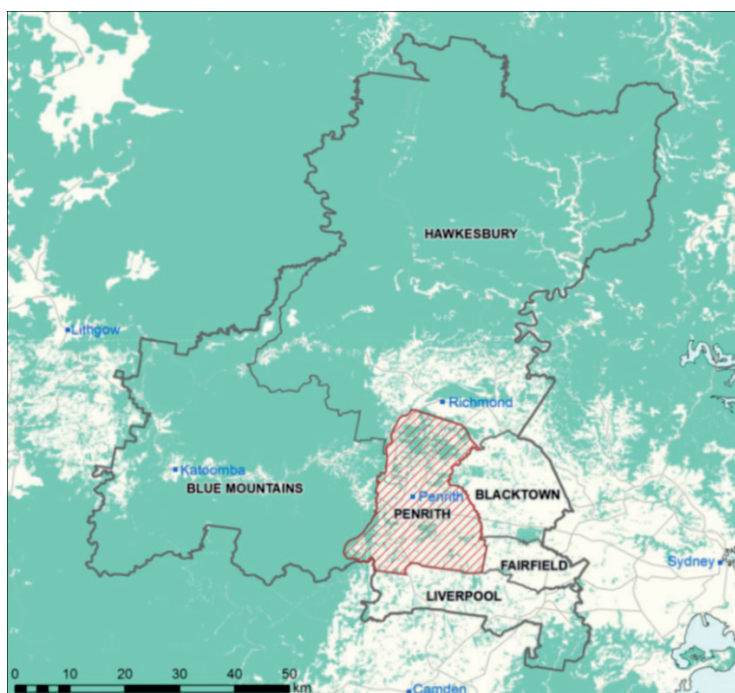 HAWKESBURY
Lithgow
Richmond
Katoomba
BLUE MOUNTAINS
Penrith
BLACKTOWN
PENRITH
Sydney
FAIRFIELD
LIVERPOOL
0 10 20 30 40 50
km
Camden